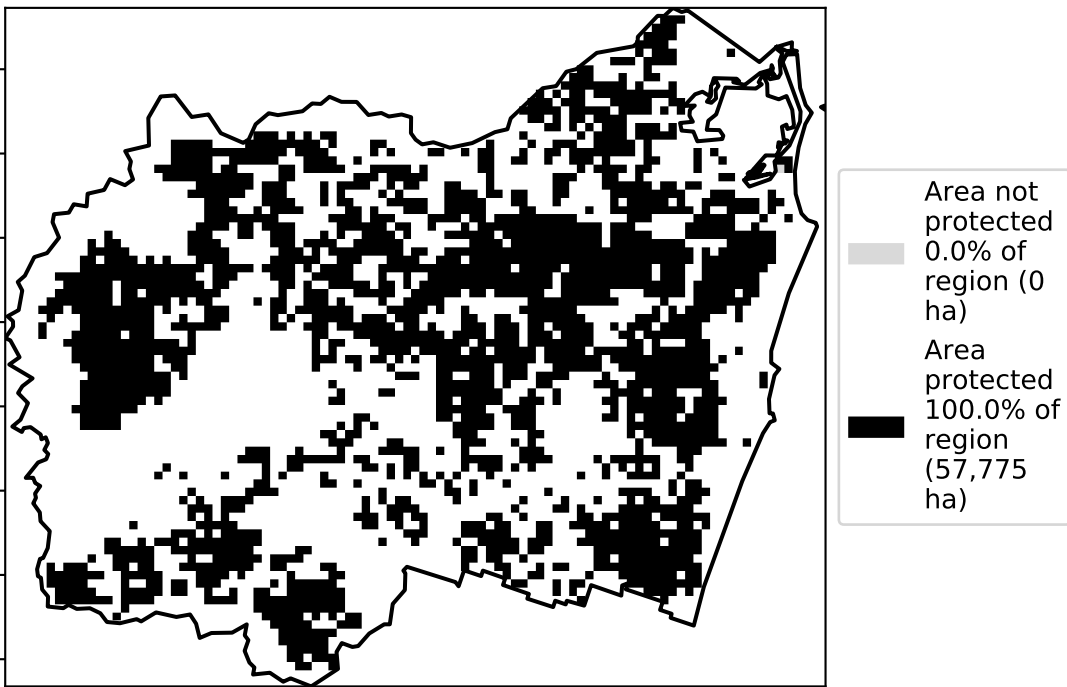 Area not
protected
0.0% of
region (0
ha)
Area
protected
100.0% of
region
(57,775
ha)